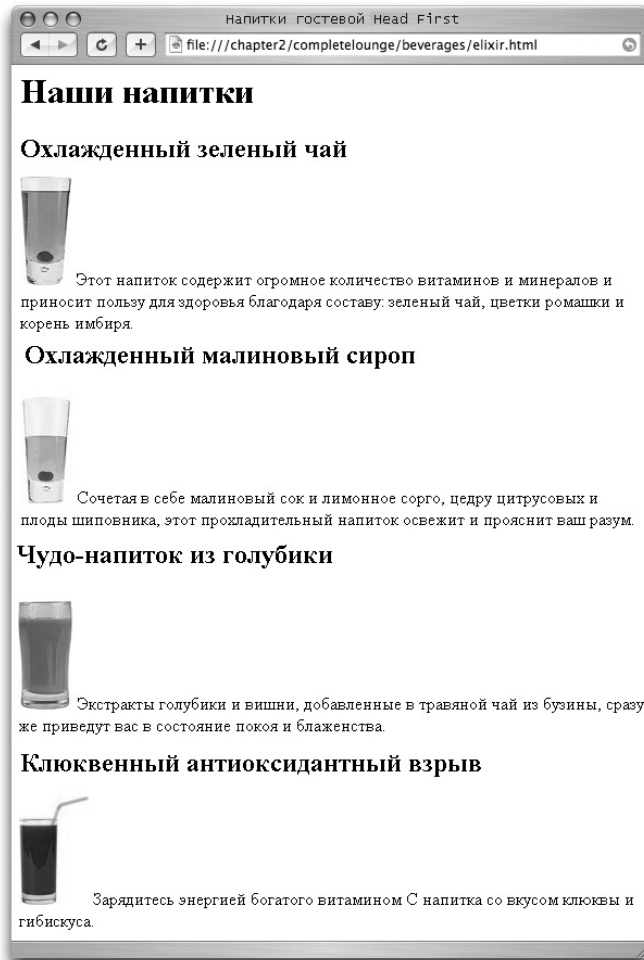 Напитки гостевой Head First
file:///chapter2/completelounge/beverages/elixir.html
Наши напитки
Охлажденный зеленый чай
Этот напиток содержит огромное количество витаминов и минералов и
приносит пользу для здоровья благодаря составу: зеленый чай, цветки ромашки и
корень имбиря.
Охлажденный малиновый сироп
Сочетая в себе малиновый сок и лимонное сорго, цедру цитрусовых и
плоды шиповника, этот прохладительный напиток освежит и прояснит ваш разум.
Чудо-напиток из голубики
Экстракты голубики и вишни, добавленные в травяной чай из бузины, сразу
же приведут вас в состояние покоя и блаженства.
Клюквенный антиоксидантный взрыв
Зарядитесь энергией богатого витамином С напитка со вкусом клюквы и
гибискуса.